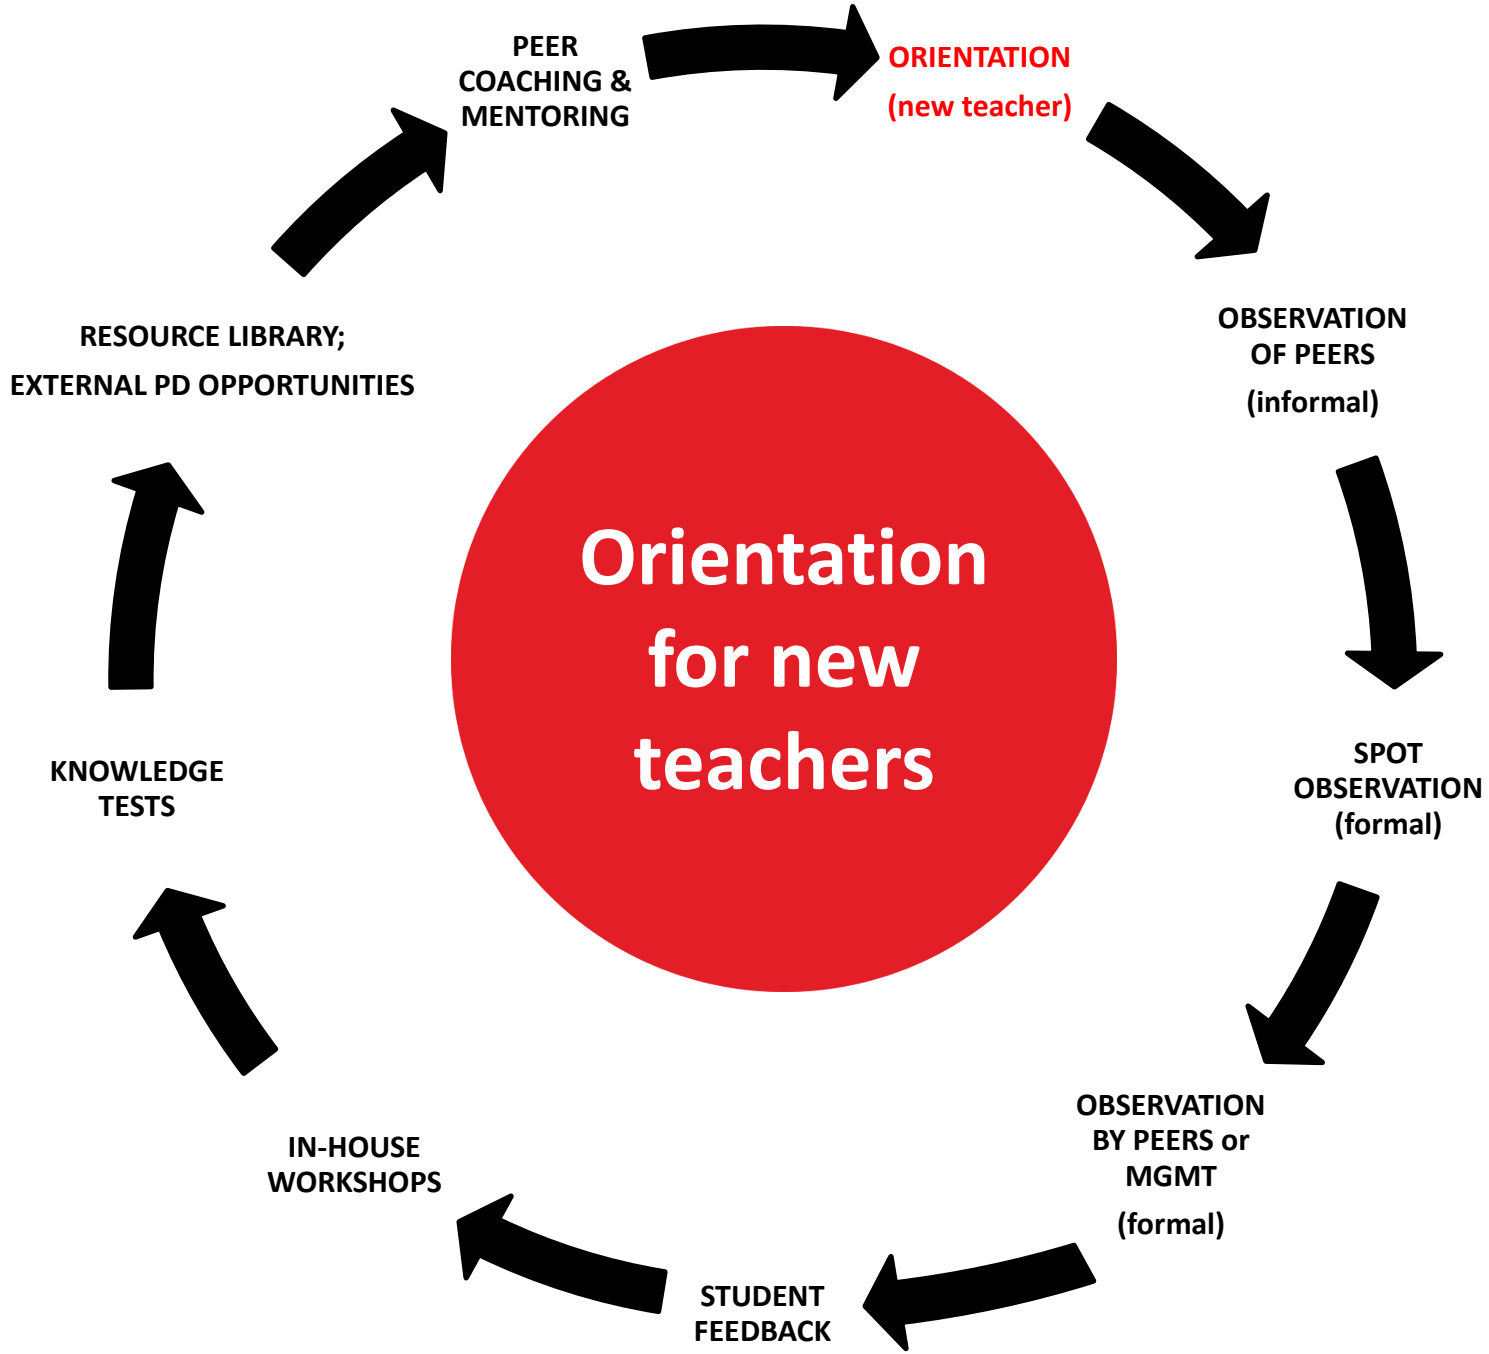 PEER
COACHING &
MENTORING
ORIENTATION
(new teacher)
OBSERVATION
OF PEERS
(informal)
SPOT
OBSERVATION
(formal)
OBSERVATION
BY PEERS or
MGMT
(formal)
STUDENT
FEEDBACK
IN-HOUSE
WORKSHOPS
KNOWLEDGE
TESTS
RESOURCE LIBRARY;
EXTERNAL PD OPPORTUNITIES
Orientation
for new
teachers